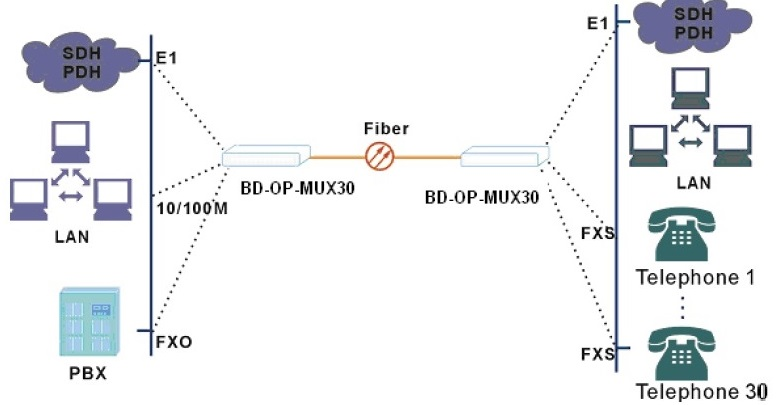 SDH
PDH
E1
LAN
10/100M
PBX
FXO
BD-OP-MUX30
Fiber
BD-OP-MUX30
E1
SDH
PDH
LAN
FXS
Telephone 1
FXS
Telephone 30